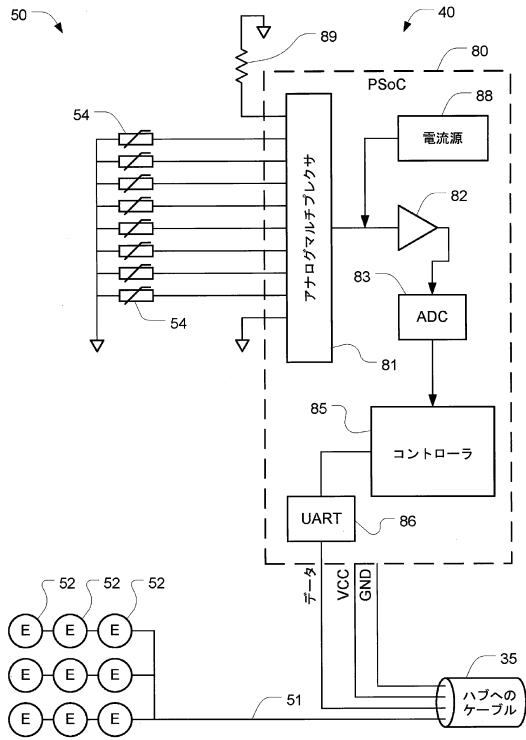 50
40
89
80
PSoC
88
電流源
54
82
アナログマルチプレクサ
83
ADC
54
81
85
コントローラ
UART
86
データ
VCC
GND
52
52
52
E
E
E
35
E
E
E
ハブへの
ケーブル
51
E
E
E